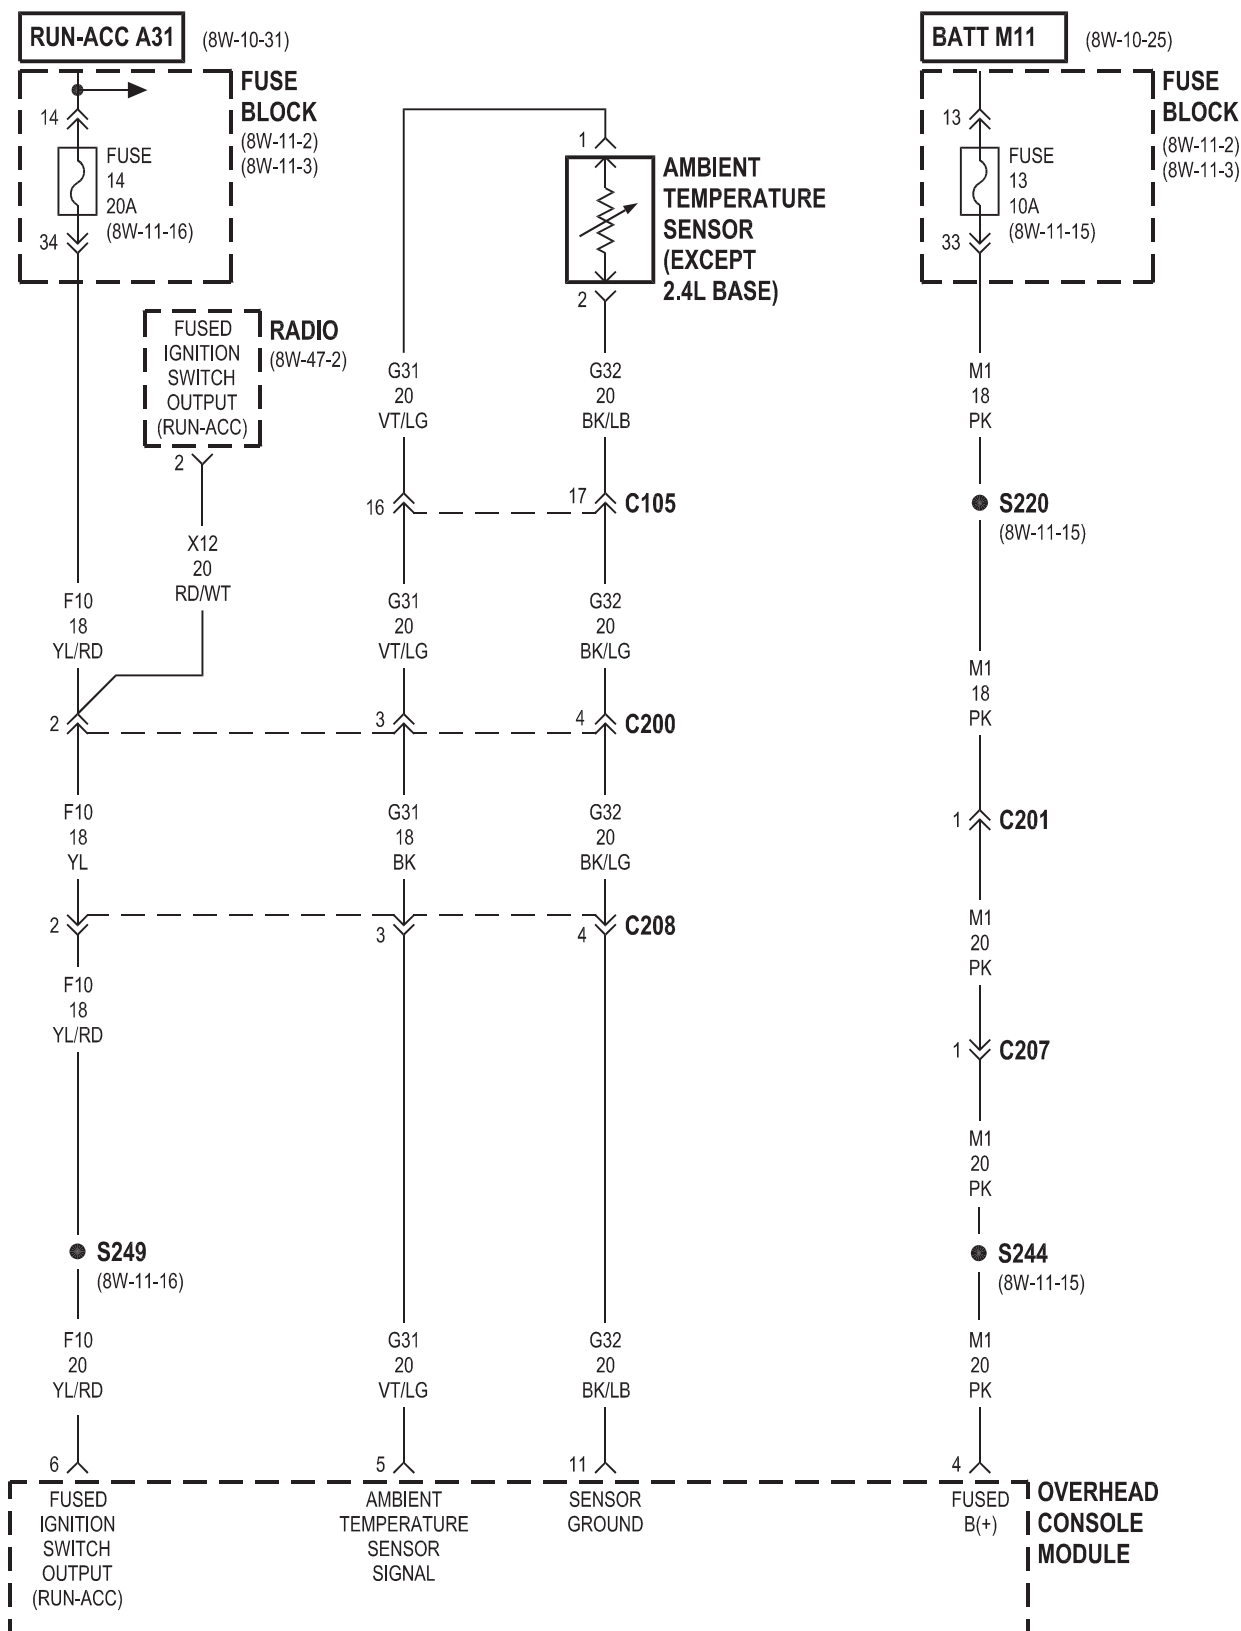 RUN-ACC A31
(8W-10-31)
BATT M11
(8W-10-25)
FUSE
BLOCK
(8W-11-2)
(8W-11-3)
14
FUSE
14
20A
(8W-11-16)
34
1
AMBIENT
TEMPERATURE
SENSOR
(EXCEPT
2.4L BASE)
2
FUSE
BLOCK
(8W-11-2)
(8W-11-3)
13
FUSE
13
10A
(8W-11-15)
33
FUSED
IGNITION
SWITCH
OUTPUT
(RUN-ACC)
RADIO
(8W-47-2)
2
G31
20
VT/LG
G32
20
BK/LB
M1
18
PK
16
17
C105
S220
(8W-11-15)
X12
20
RD/WT
F10
18
YL/RD
G31
20
VT/LG
G32
20
BK/LG
M1
18
PK
2
3
4
C200
F10
18
YL
G31
18
BK
G32
20
BK/LG
1
C201
2
3
4
C208
M1
20
PK
F10
18
YL/RD
1
C207
M1
20
PK
S249
(8W-11-16)
S244
(8W-11-15)
F10
20
YL/RD
G31
20
VT/LG
G32
20
BK/LB
M1
20
PK
6
5
11
4
FUSED
IGNITION
SWITCH
OUTPUT
(RUN-ACC)
AMBIENT
TEMPERATURE
SENSOR
SIGNAL
SENSOR
GROUND
FUSED
B(+)
OVERHEAD
CONSOLE
MODULE